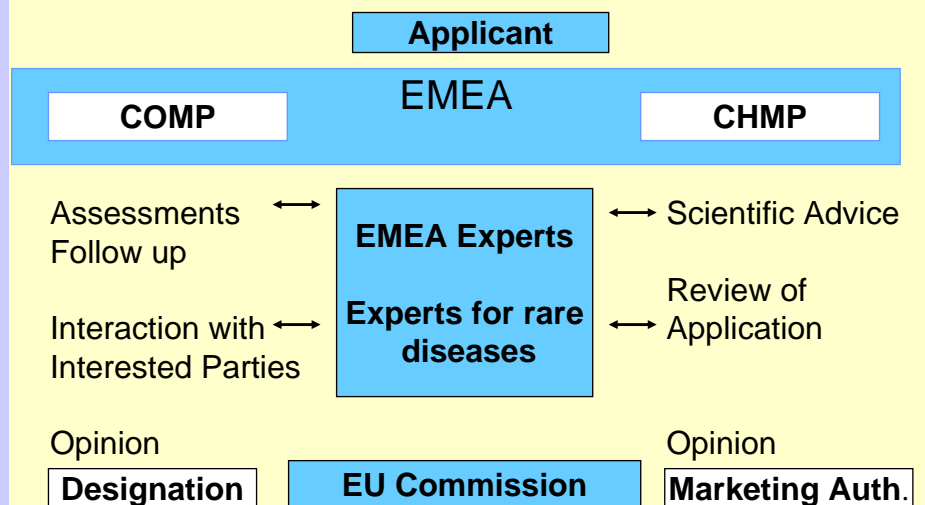 Applicant
EMEA
COMP
CHMP
Assessments
Follow up
Interaction with
Interested Parties
EMEA Experts
Experts for rare
diseases
Scientific Advice
Review of
Application
Opinion
Designation
EU Commission
Opinion
Marketing Auth.